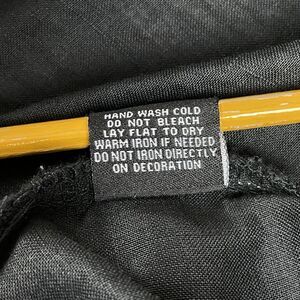 HAND WASH COLD
DO NOT BLEACH
LAY FLAT TO DRY
WARM IRON IF NEEDED
DO NOT IRON DIRECTLY
ON DECORATION